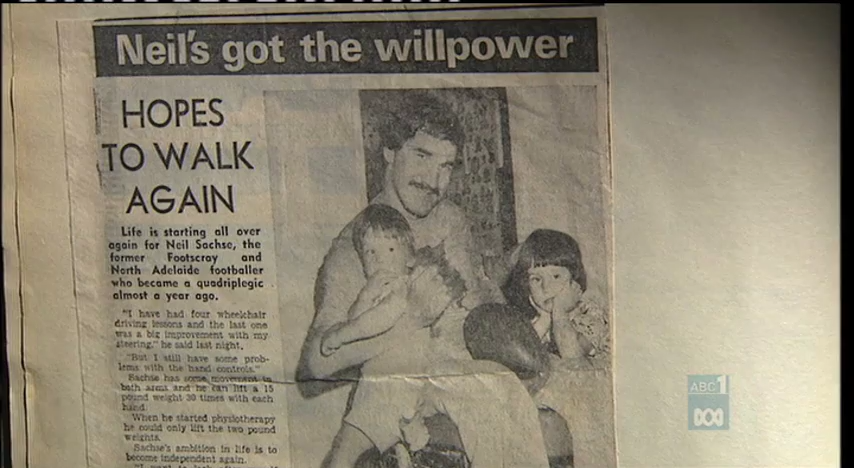 Neil's got the willpower
HOPES
TO WALK
AGAIN
Life is starting all over
again for Neil Sachse, the
former Footscray and
North Adelaide footballer
who became a quadriplegic
almost a year ago.
"I have had four wheelchair
driving lessons and the last one
was a big improvement with my
steering," he said last night.
"But I still have some prob-
lems with the hand controls."
Sachse has some movement in
both arms and he can lift a 15
pound weight 30 times with each
hand.
When he started physiotherapy
he could only lift the two pound
weights.
Sachse's ambition in life is to
become independent again.
ABC1